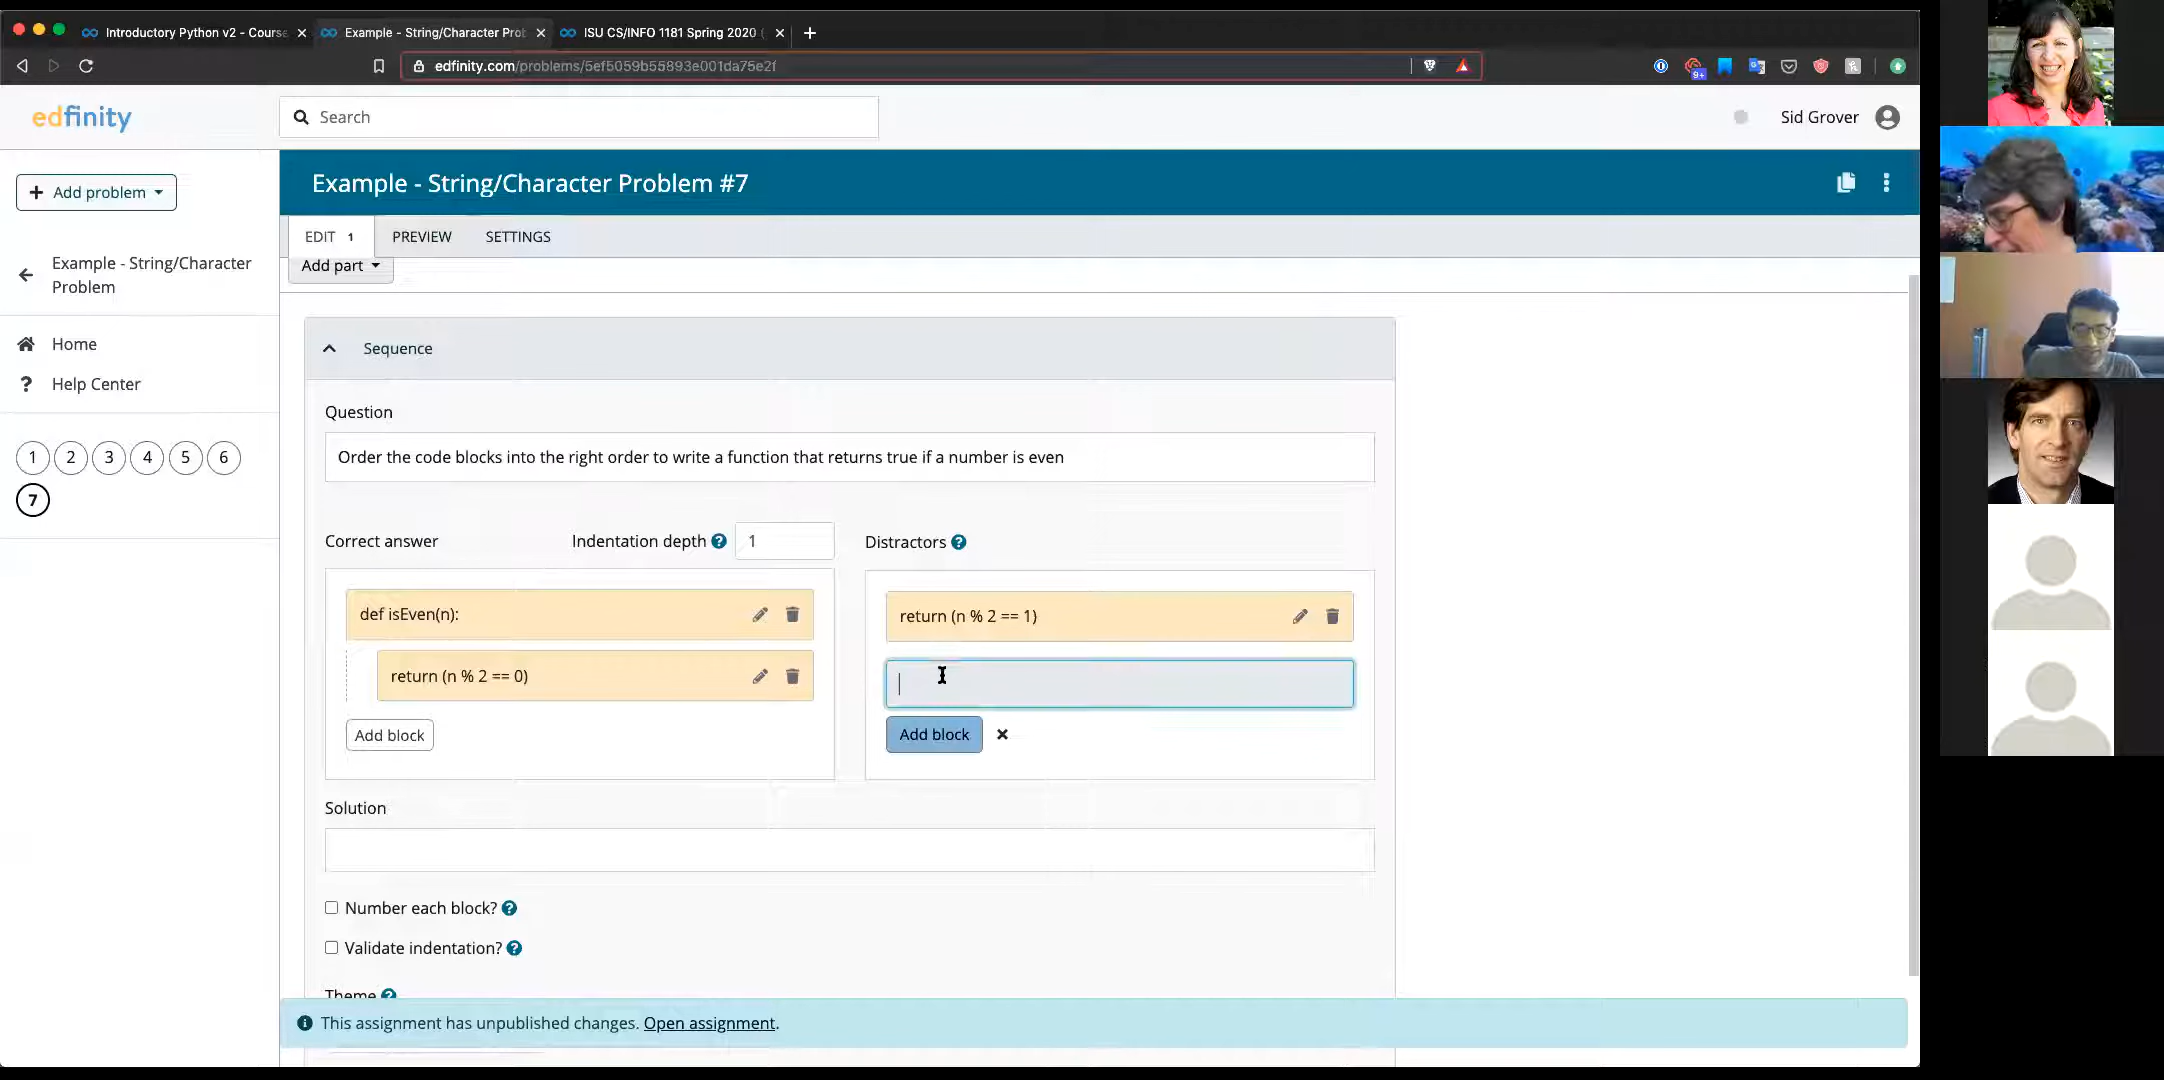 Introductory Python v2 - Course
Example - String/Character Prob
ISU CS/INFO 1181 Spring 2020 (
edfinity.com/problems/5ef5059b55893e001da75e2f
9+
edfinity
Search
Sid Grover
Add problem
Example - String/Character Problem #7
EDIT 1
PREVIEW
SETTINGS
Example - String/Character
Problem
Add part
Home
Help Center
1 2 3 4 5 6
7
Sequence
Question
Order the code blocks into the right order to write a function that returns true if a number is even
Correct answer
Indentation depth ? 1
Distractors ?
def isEven(n):
return (n % 2 == 0)
Add block
return (n % 2 == 1)
Add block
Solution
Number each block? ?
Validate indentation? ?
Theme ?
This assignment has unpublished changes. Open assignment.